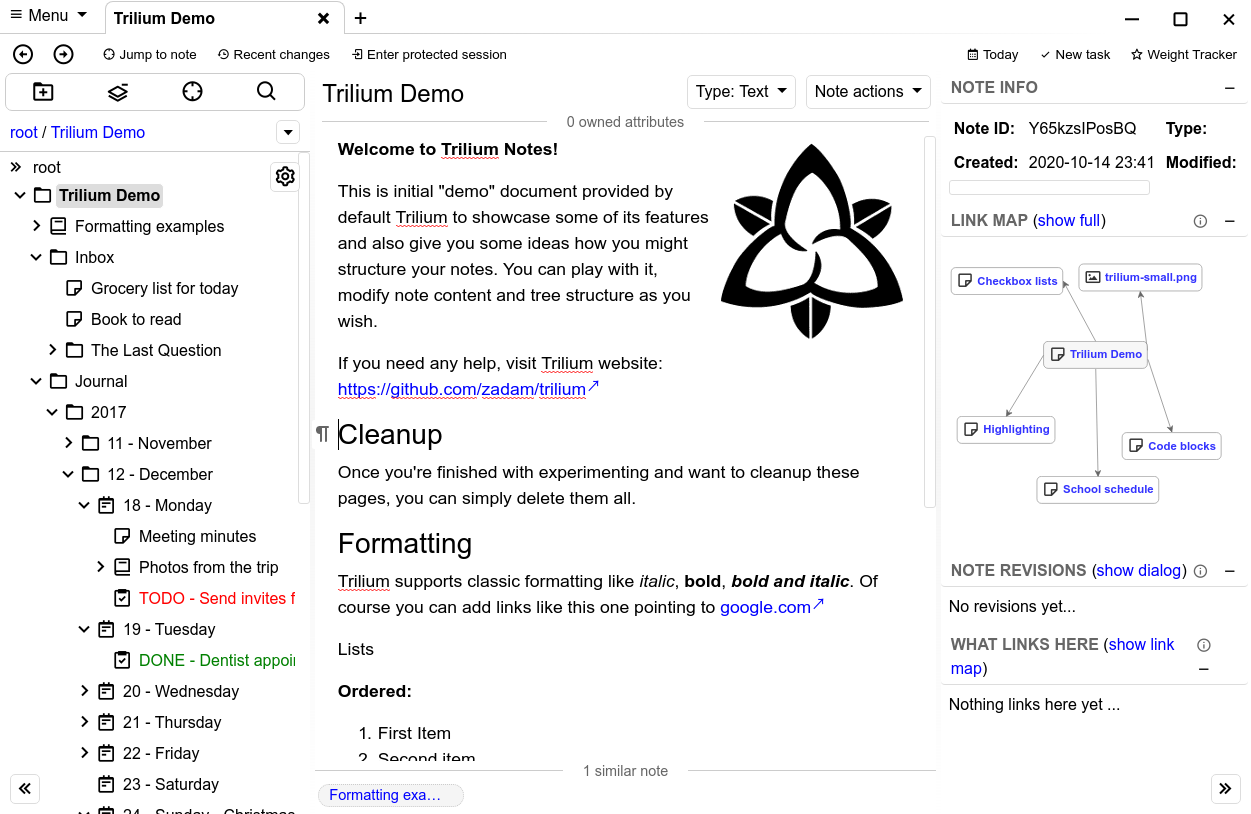 Menu
Trilium Demo
Jump to note
Recent changes
Enter protected session
Today
New task
Weight Tracker
root / Trilium Demo
root
Trilium Demo
Formatting examples
Inbox
Grocery list for today
Book to read
The Last Question
Journal
2017
11 - November
12 - December
18 - Monday
Meeting minutes
Photos from the trip
TODO - Send invites f
19 - Tuesday
DONE - Dentist appoin
20 - Wednesday
21 - Thursday
22 - Friday
23 - Saturday
24 - Sunday - Christmas
Trilium Demo
Type: Text
Note actions
0 owned attributes
Welcome to Trilium Notes!
This is initial "demo" document provided by
default Trilium to showcase some of its features
and also give you some ideas how you might
structure your notes. You can play with it,
modify note content and tree structure as you
wish.
If you need any help, visit Trilium website:
https://github.com/zadam/trilium
¶ Cleanup
Once you're finished with experimenting and want to cleanup these
pages, you can simply delete them all.
Formatting
Trilium supports classic formatting like italic, bold, bold and italic. Of
course you can add links like this one pointing to google.com
Lists
Ordered:
1. First Item
2. Second item
1 similar note
Formatting exa…
NOTE INFO
Note ID: Y65kzsIPosBQ Type:
Created: 2020-10-14 23:41 Modified:
LINK MAP (show full)
Checkbox lists
trilium-small.png
Trilium Demo
Highlighting
Code blocks
School schedule
NOTE REVISIONS (show dialog)
No revisions yet...
WHAT LINKS HERE (show link
map)
Nothing links here yet ...